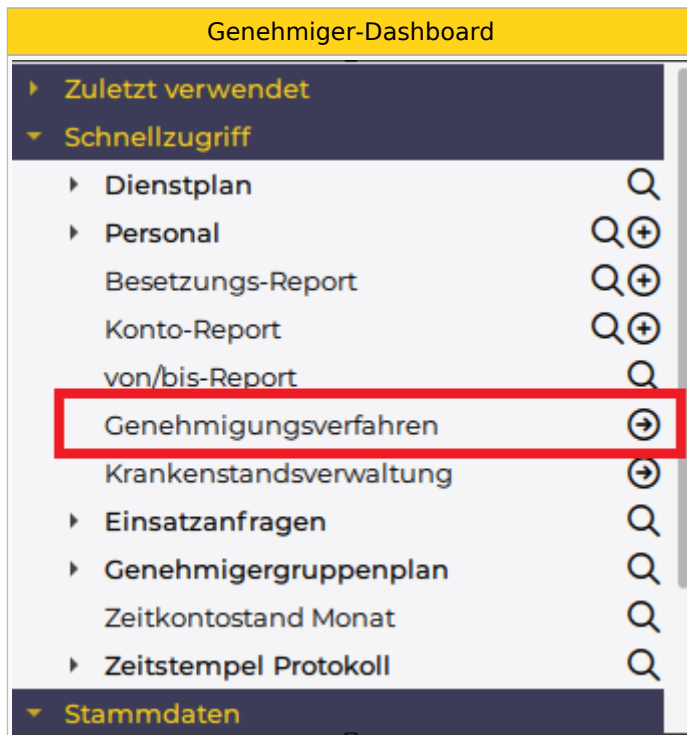 Genehmiger-Dashboard
Zuletzt verwendet
Schnellzugriff
Dienstplan
Personal
Besetzungs-Report
Konto-Report
von/bis-Report
Genehmigungsverfahren
Krankenstandsverwaltung
Einsatzanfragen
Genehmigergruppenplan
Zeitkontostand Monat
Zeitstempel Protokoll
Stammdaten